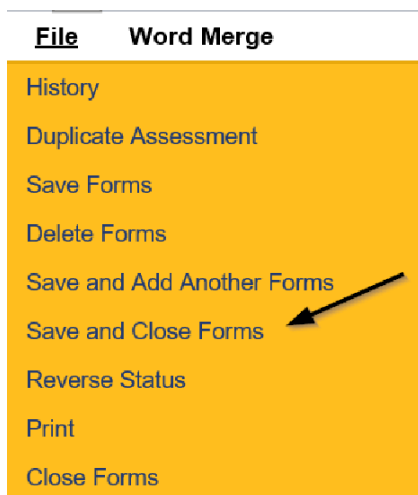 File Word Merge
History
Duplicate Assessment
Save Forms
Delete Forms
Save and Add Another Forms
Save and Close Forms
Reverse Status
Print
Close Forms